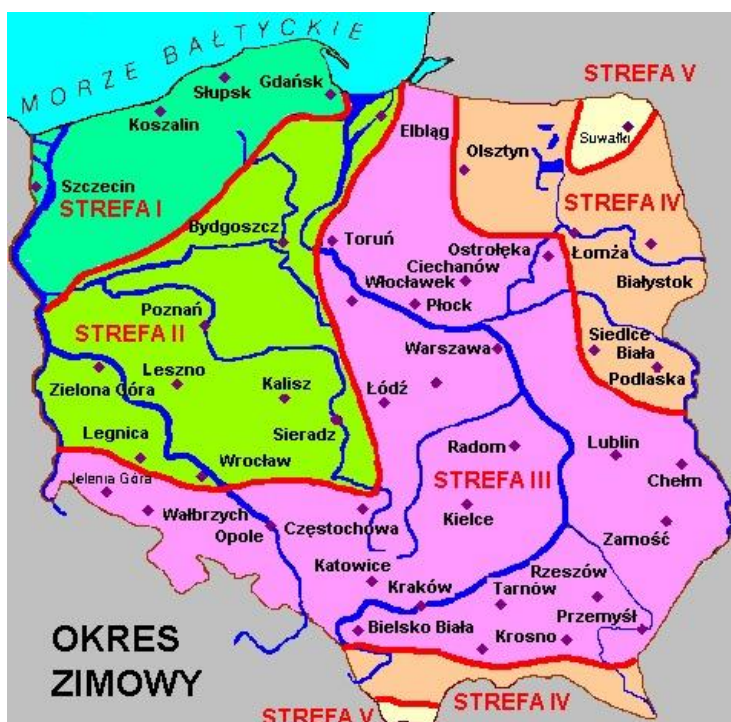 MORZE BAŁTYCKIE
STREFA V
Słupsk
Gdańsk
Koszalin
Elbląg
Olsztyn
Suwałki
Szczecin
STREFA I
STREFA IV
Bydgoszcz
Toruń
Ostrołęka
Łomża
Ciechanów
Włocławek
Białystok
Płock
Poznań
STREFA II
Warszawa
Siedlce
Biała
Podlaska
Leszno
Zielona Góra
Kalisz
Łódź
Sieradz
Legnica
Radom
Lublin
Wrocław
STREFA III
Chełm
Jelenia Góra
Wałbrzych
Częstochowa
Kielce
Opole
Zamość
Katowice
Rzeszów
Kraków
Tarnów
Przemyśl
Bielsko Biała
Krosno
OKRES
ZIMOWY
STREFA IV
STREFA V